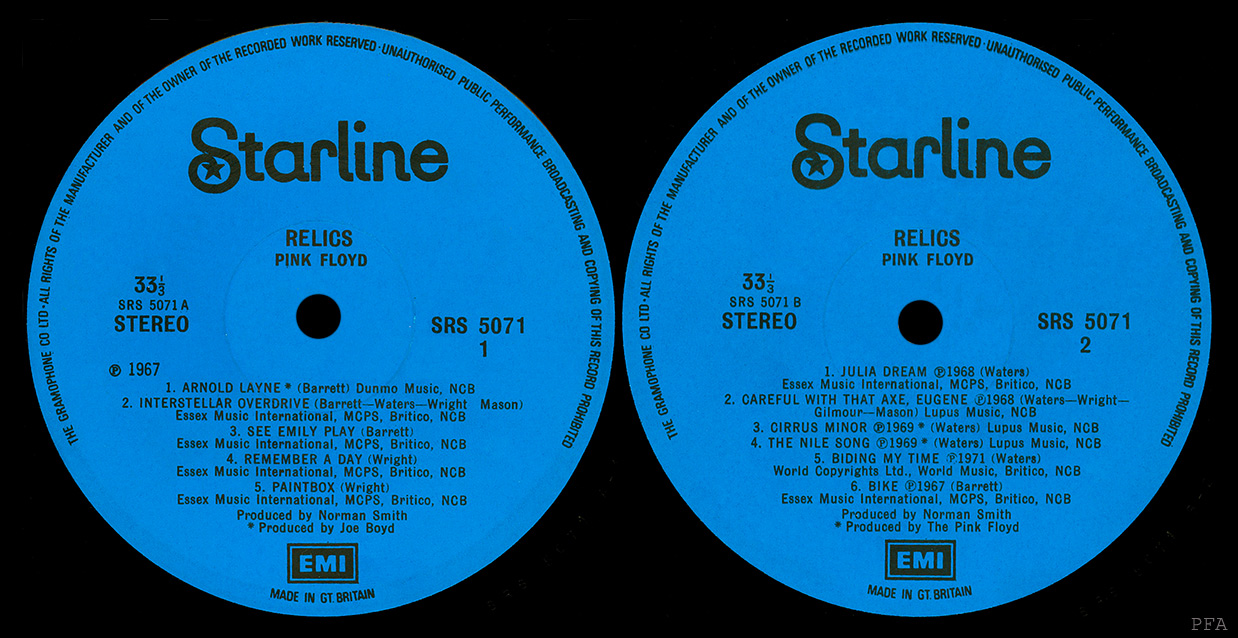 THE GRAMOPHONE CO LTD·ALL RIGHTS OF THE MANUFACTURER AND OF THE OWNER OF THE RECORDED WORK RESERVED·UNAUTHORISED PUBLIC PERFORMANCE BROADCASTING AND COPYING OF THIS RECORD PROHIBITED
Starline
RELICS
PINK FLOYD
33⅓
SRS 5071 A
STEREO
SRS 5071
1
℗ 1967
1. ARNOLD LAYNE * (Barrett) Dunmo Music, NCB
2. INTERSTELLAR OVERDRIVE (Barrett—Waters—Wright Mason)
Essex Music International, MCPS, Britico, NCB
3. SEE EMILY PLAY (Barrett)
Essex Music International, MCPS, Britico, NCB
4. REMEMBER A DAY (Wright)
Essex Music International, MCPS, Britico, NCB
5. PAINTBOX (Wright)
Essex Music International, MCPS, Britico, NCB
Produced by Norman Smith
* Produced by Joe Boyd
EMI
MADE IN GT. BRITAIN
THE GRAMOPHONE CO LTD·ALL RIGHTS OF THE MANUFACTURER AND OF THE OWNER OF THE RECORDED WORK RESERVED·UNAUTHORISED PUBLIC PERFORMANCE BROADCASTING AND COPYING OF THIS RECORD PROHIBITED
Starline
RELICS
PINK FLOYD
33⅓
SRS 5071 B
STEREO
SRS 5071
2
1. JULIA DREAM ℗1968 (Waters)
Essex Music International, MCPS, Britico, NCB
2. CAREFUL WITH THAT AXE, EUGENE ℗1968 (Waters—Wright—
Gilmour—Mason) Lupus Music, NCB
3. CIRRUS MINOR ℗1969 * (Waters) Lupus Music, NCB
4. THE NILE SONG ℗1969 * (Waters) Lupus Music, NCB
5. BIDING MY TIME ℗1971 (Waters)
World Copyrights Ltd., World Music, Britico, NCB
6. BIKE ℗1967 (Barrett)
Essex Music International, MCPS, Britico, NCB
Produced by Norman Smith
* Produced by The Pink Floyd
EMI
MADE IN GT. BRITAIN
PFA